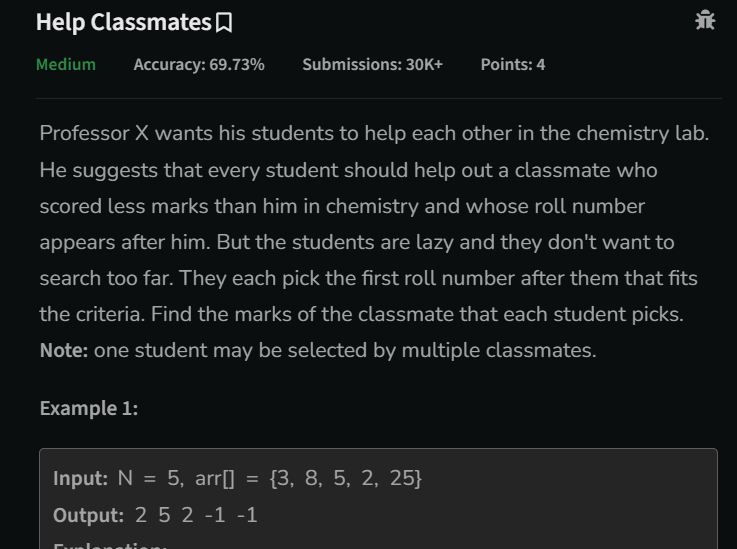 Help Classmates
Medium Accuracy: 69.73% Submissions: 30K+ Points: 4
Professor X wants his students to help each other in the chemistry lab.
He suggests that every student should help out a classmate who
scored less marks than him in chemistry and whose roll number
appears after him. But the students are lazy and they don't want to
search too far. They each pick the first roll number after them that fits
the criteria. Find the marks of the classmate that each student picks.
Note: one student may be selected by multiple classmates.
Example 1:
Input: N = 5, arr[] = {3, 8, 5, 2, 25}
Output: 2 5 2 -1 -1
Explanation: